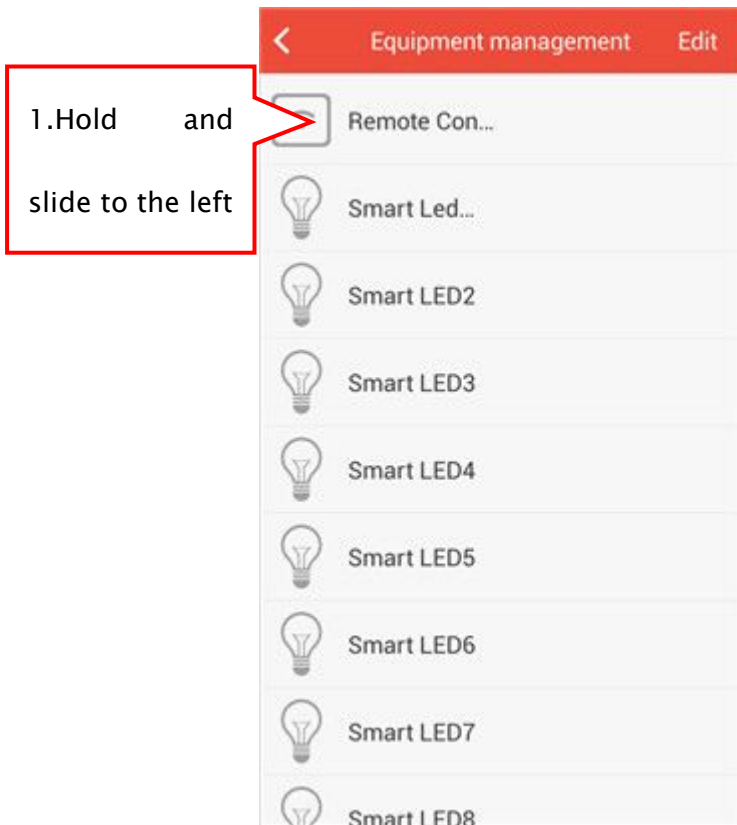 Equipment management Edit
1.Hold and
slide to the left
Remote Con...
Smart Led...
Smart LED2
Smart LED3
Smart LED4
Smart LED5
Smart LED6
Smart LED7
Smart LED8